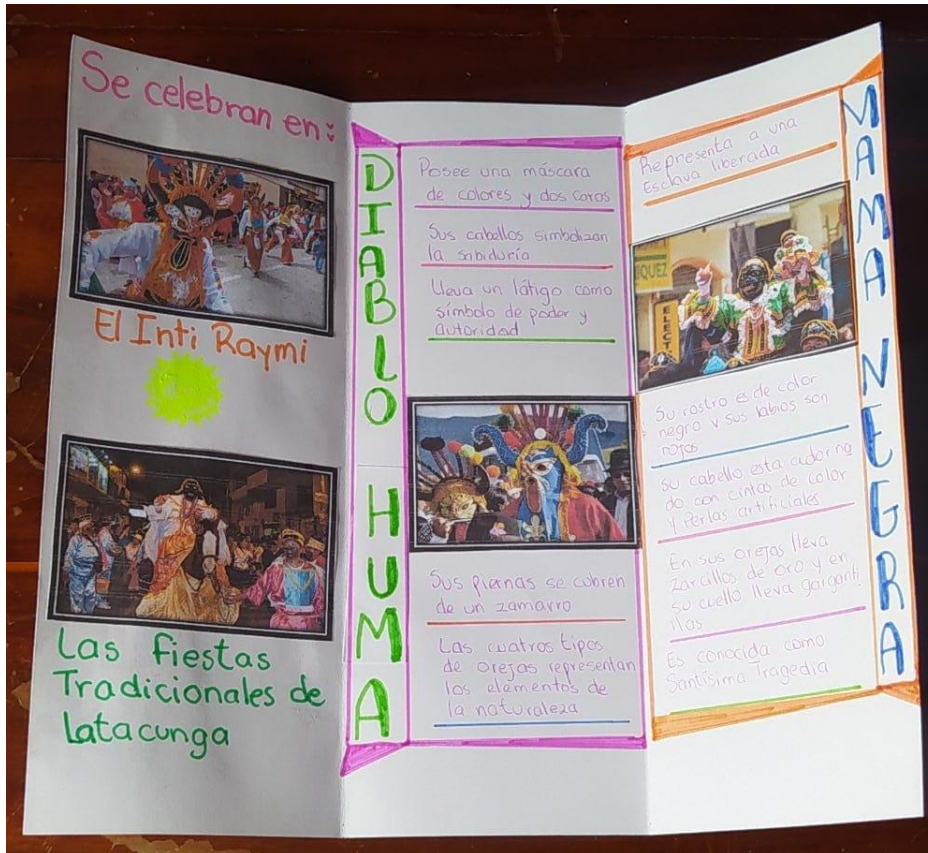 Se celebran en:
El Inti Raymi
Las fiestas
Tradicionales de
Latacunga
DIABLO HUMA
Posee una máscara
de colores y dos caras
Sus cabellos simbolizan
la sabiduría
Lleva un látigo como
símbolo de poder y
autoridad
Sus piernas se cubren
de un zamarro
Las cuatros tipos
de orejas representan
los elementos de
la naturaleza
MAMA NEGRA
Representa a una
Esclava liberada
IQUEZ
ELECT
Su rostro es de color
negro y sus labios son
rojos
Su cabello esta adorna
do con cintas de color
y Perlas artificiales
En sus orejas lleva
Zarcillos de oro y en
su cuello lleva garganti
llas
Es conocida como
Santísima Tragedia